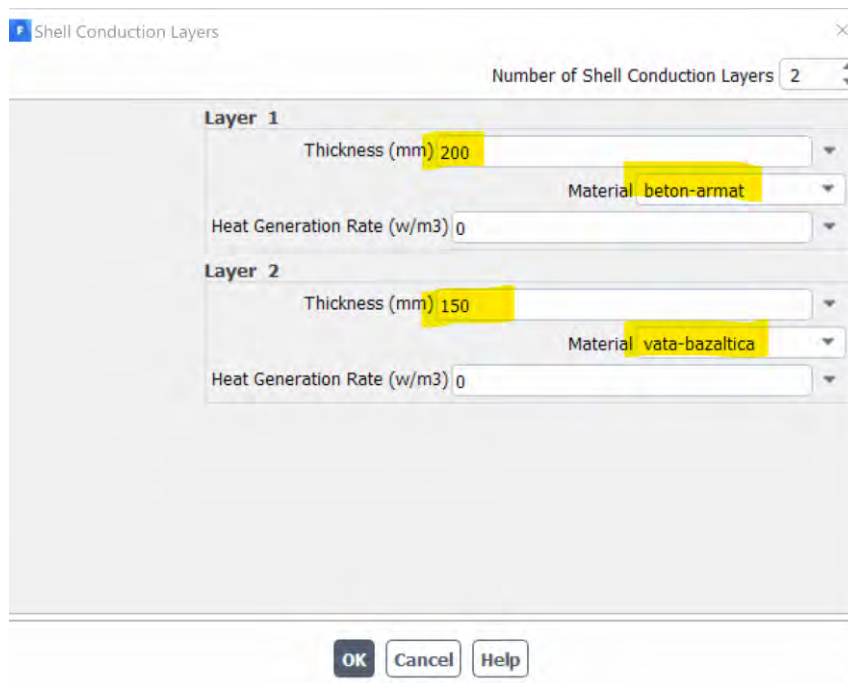 F Shell Conduction Layers
Number of Shell Conduction Layers 2
Layer 1
Thickness (mm) 200
Material beton-armat
Heat Generation Rate (w/m3) 0
Layer 2
Thickness (mm) 150
Material vata-bazaltica
Heat Generation Rate (w/m3) 0
OK Cancel Help